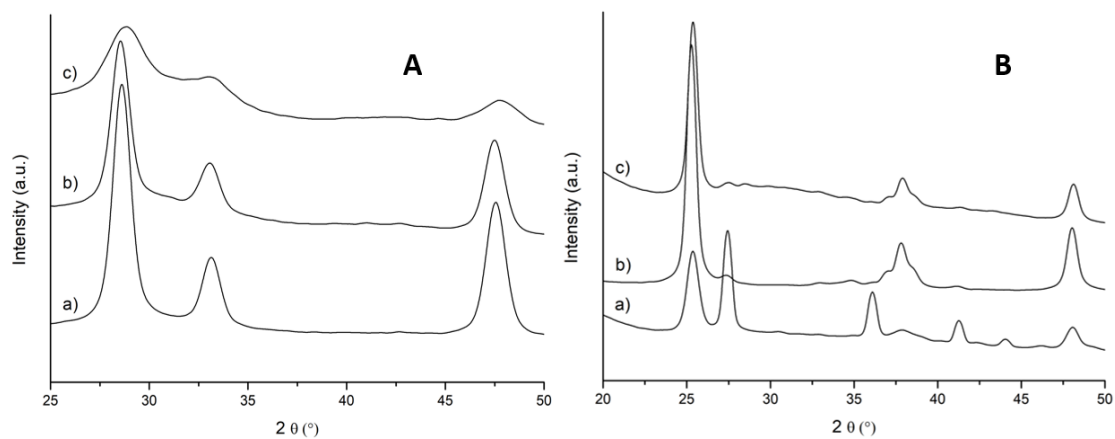 A
c)
b)
a)
Intensity (a.u.)
25 30 35 40 45 50
2 θ (°)
B
c)
b)
a)
Intensity (a.u.)
20 25 30 35 40 45 50
2 θ (°)